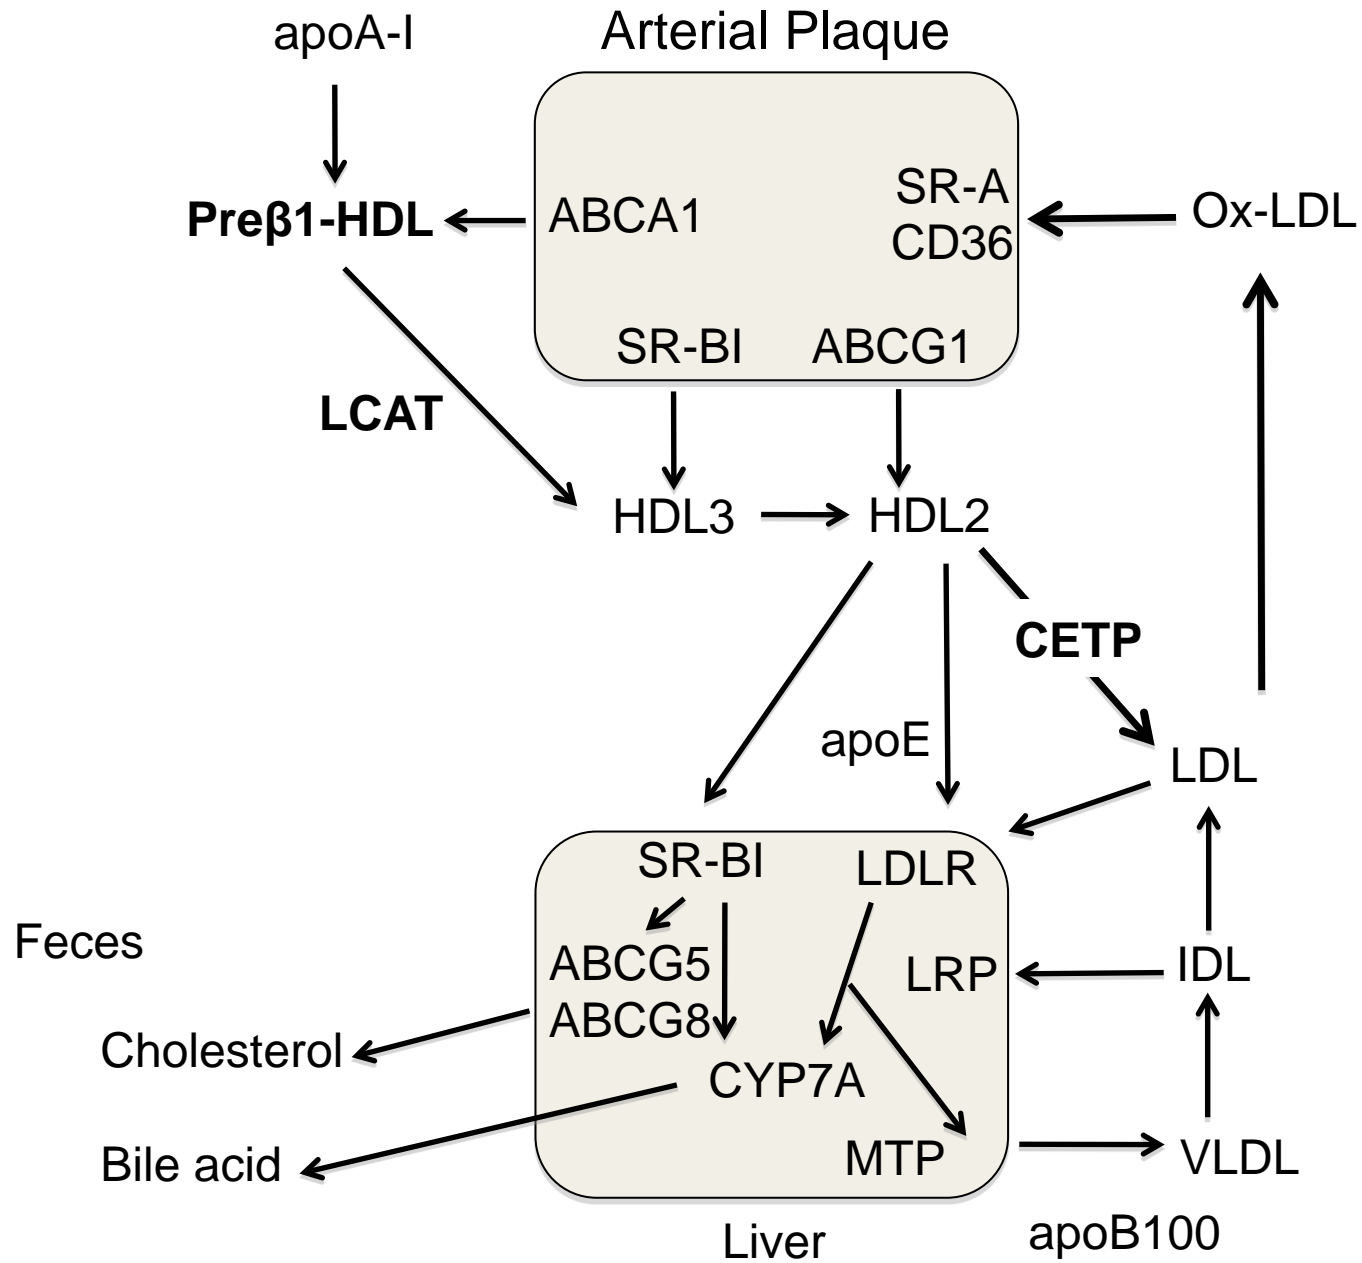 apoA-I
Arterial Plaque
SR-A
Preβ1-HDL
ABCA1
CD36
Ox-LDL
SR-BI
ABCG1
LCAT
HDL3
HDL2
CETP
apoE
LDL
SR-BI
LDLR
Feces
ABCG5
LRP
IDL
ABCG8
Cholesterol
CYP7A
Bile acid
MTP
VLDL
Liver
apoB100